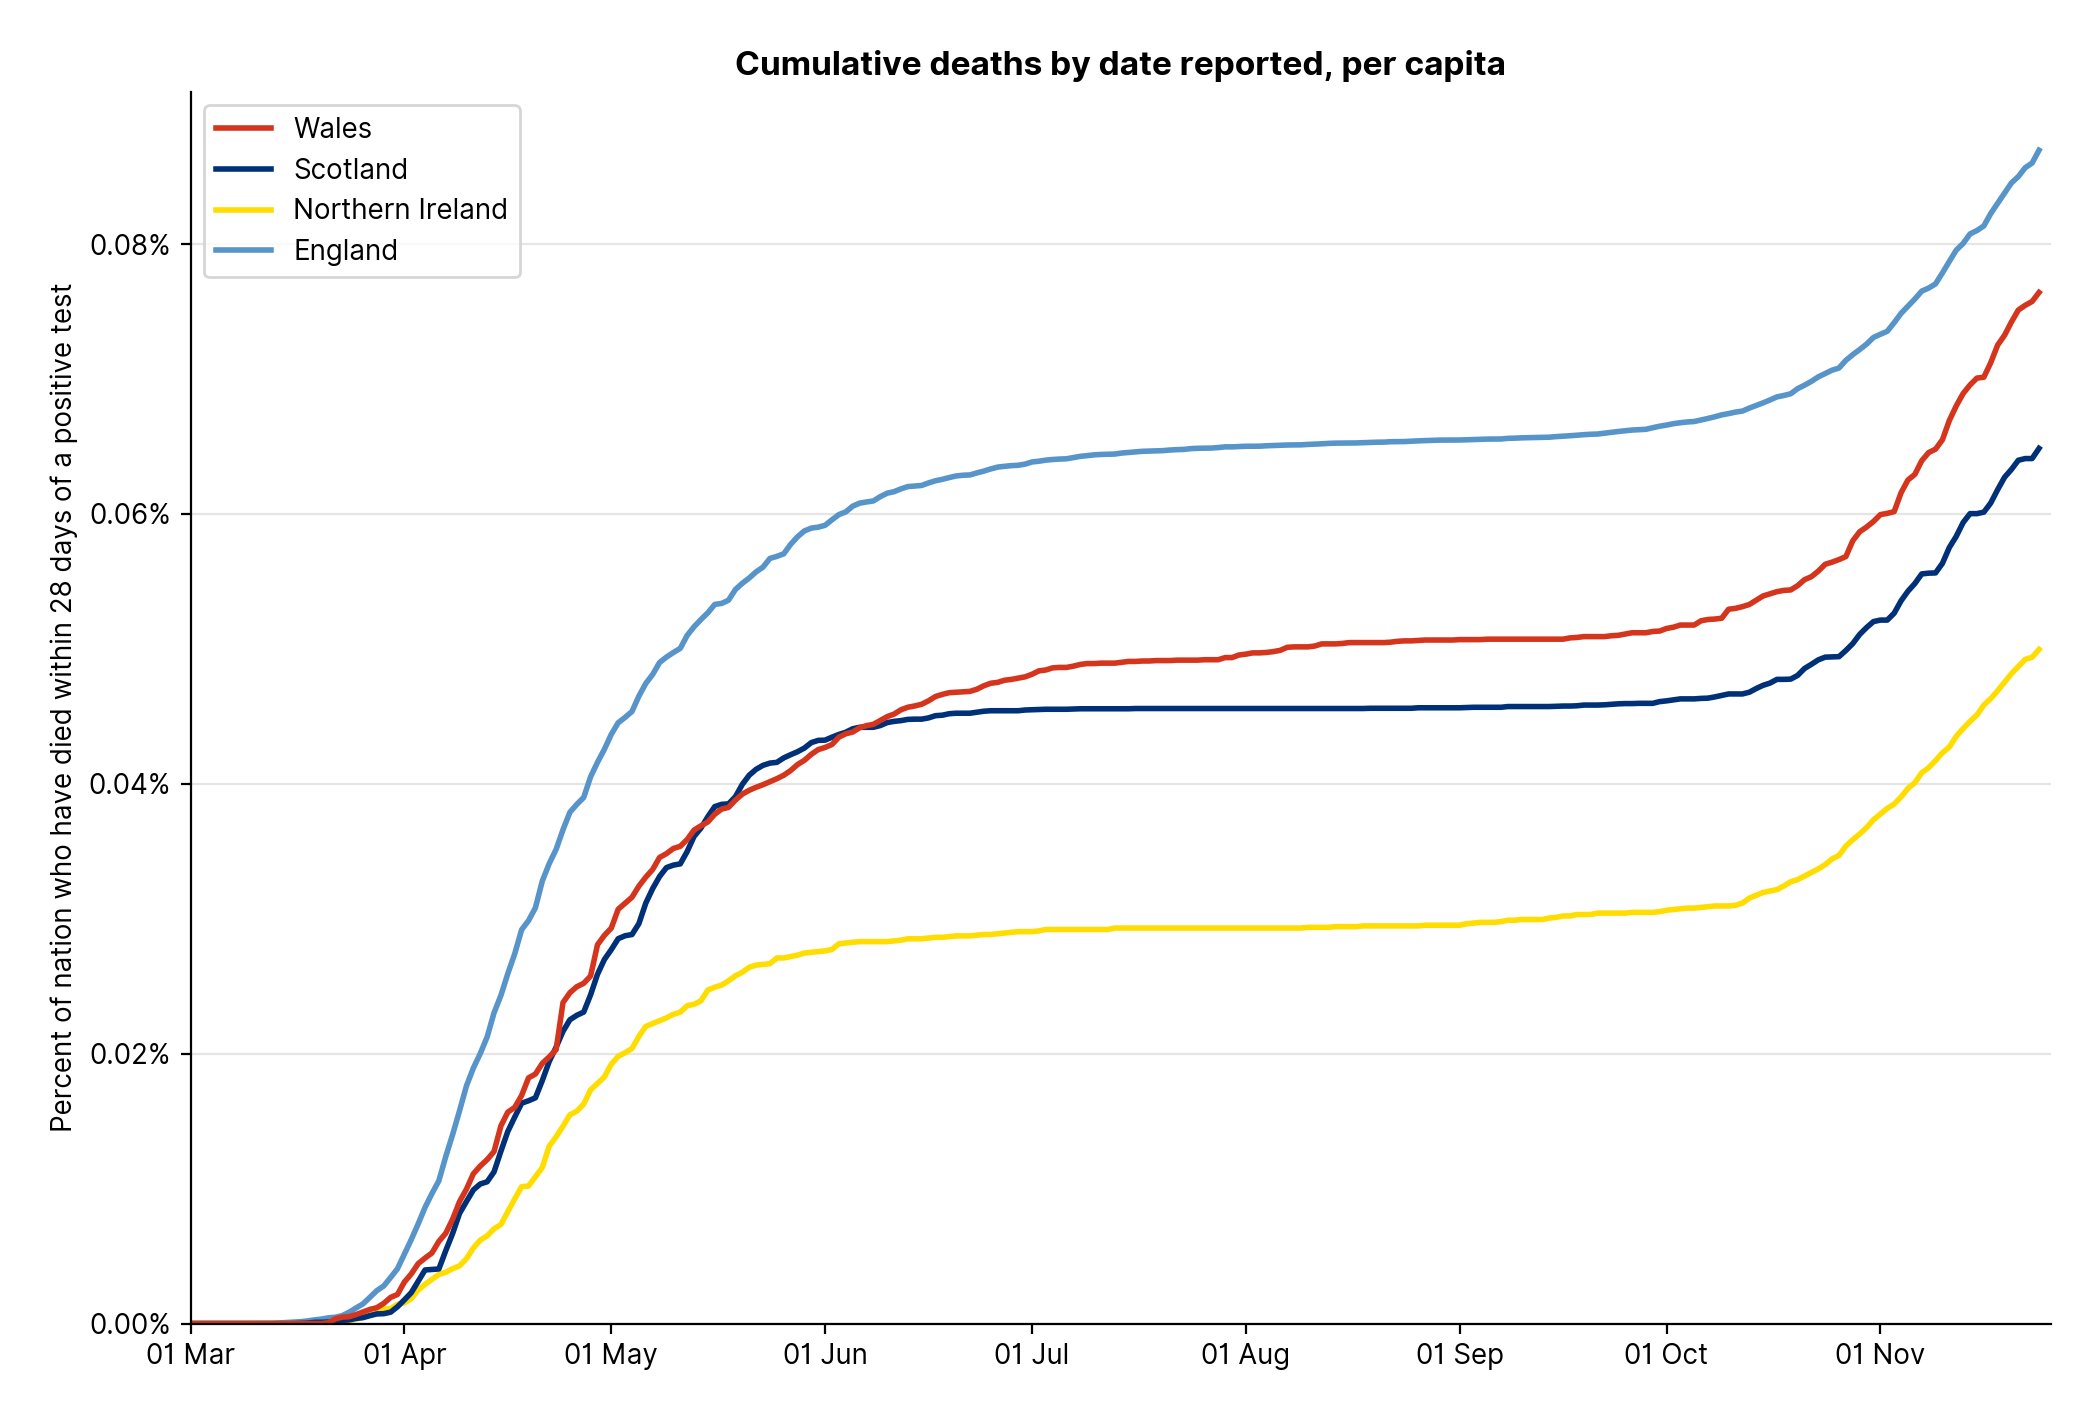 Cumulative deaths by date reported, per capita
Wales
Scotland
Northern Ireland
England
Percent of nation who have died within 28 days of a positive test
0.08%
0.06%
0.04%
0.02%
0.00%
01 Mar
01 Apr
01 May
01 Jun
01 Jul
01 Aug
01 Sep
01 Oct
01 Nov